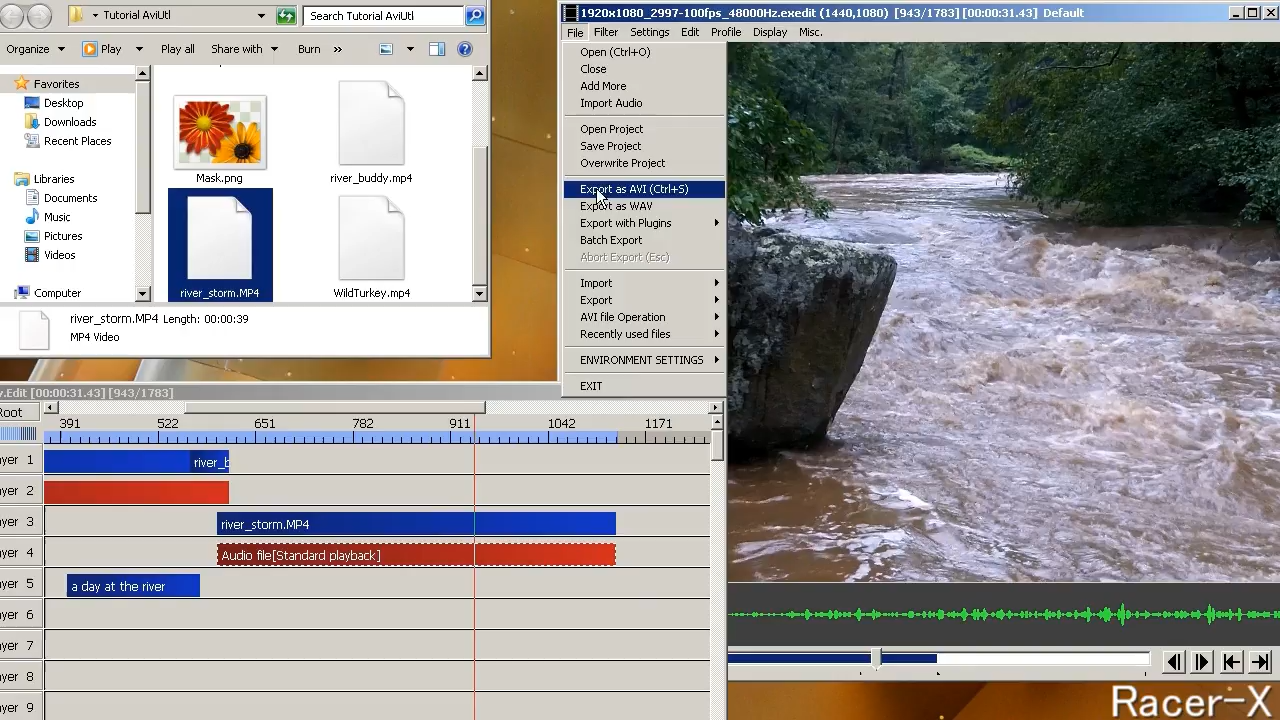 Tutorial AviUtl
Search Tutorial AviUtl
Organize
Play
Play all
Share with
Burn
»
Favorites
Desktop
Downloads
Recent Places
Libraries
Documents
Music
Pictures
Videos
Computer
Mask.png
river_buddy.mp4
river_storm.MP4
WildTurkey.mp4
river_storm.MP4 Length: 00:00:39
MP4 Video
1920x1080_2997-100fps_48000Hz.exedit (1440,1080) [943/1783] [00:00:31.43] Default
File Filter Settings Edit Profile Display Misc.
Open (Ctrl+O)
Close
Add More
Import Audio
Open Project
Save Project
Overwrite Project
Export as AVI (Ctrl+S)
Export as WAV
Export with Plugins
Batch Export
Abort Export (Esc)
Import
Export
AVI file Operation
Recently used files
ENVIRONMENT SETTINGS
EXIT
.Edit [00:00:31.43] [943/1783]
Root
391 522 651 782 911 1042 1171
ayer 1
river_b
ayer 2
ayer 3
river_storm.MP4
ayer 4
Audio file[Standard playback]
ayer 5
a day at the river
ayer 6
ayer 7
ayer 8
ayer 9
Racer-X